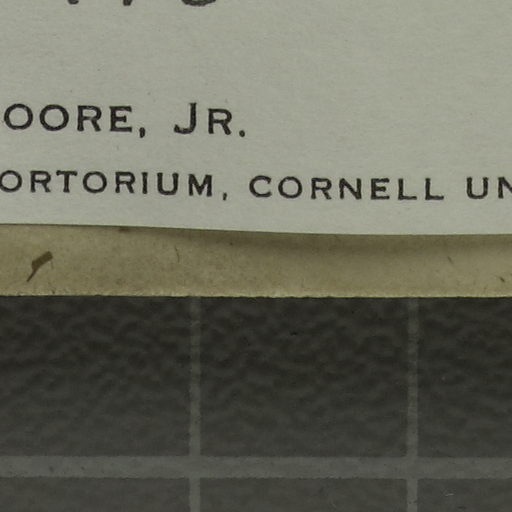 OORE, JR.
ORTORIUM, CORNELL UN